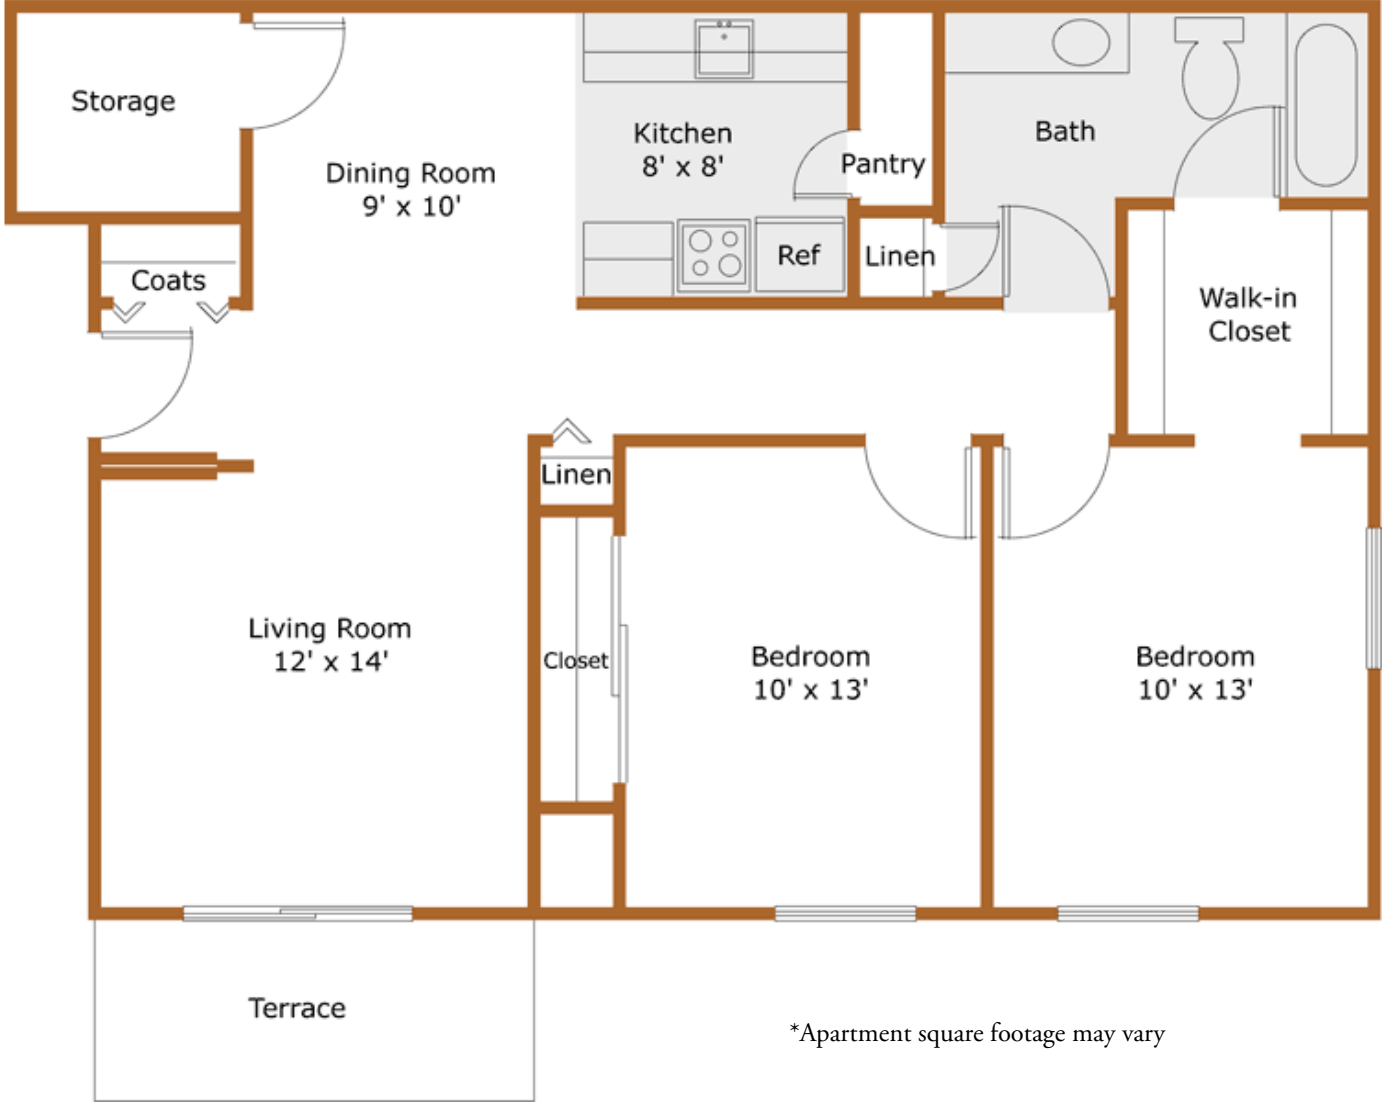 Storage
Dining Room
9' x 10'
Kitchen
8' x 8'
Pantry
Bath
Coats
Ref
Linen
Walk-in
Closet
Linen
Living Room
12' x 14'
Closet
Bedroom
10' x 13'
Bedroom
10' x 13'
Terrace
*Apartment square footage may vary